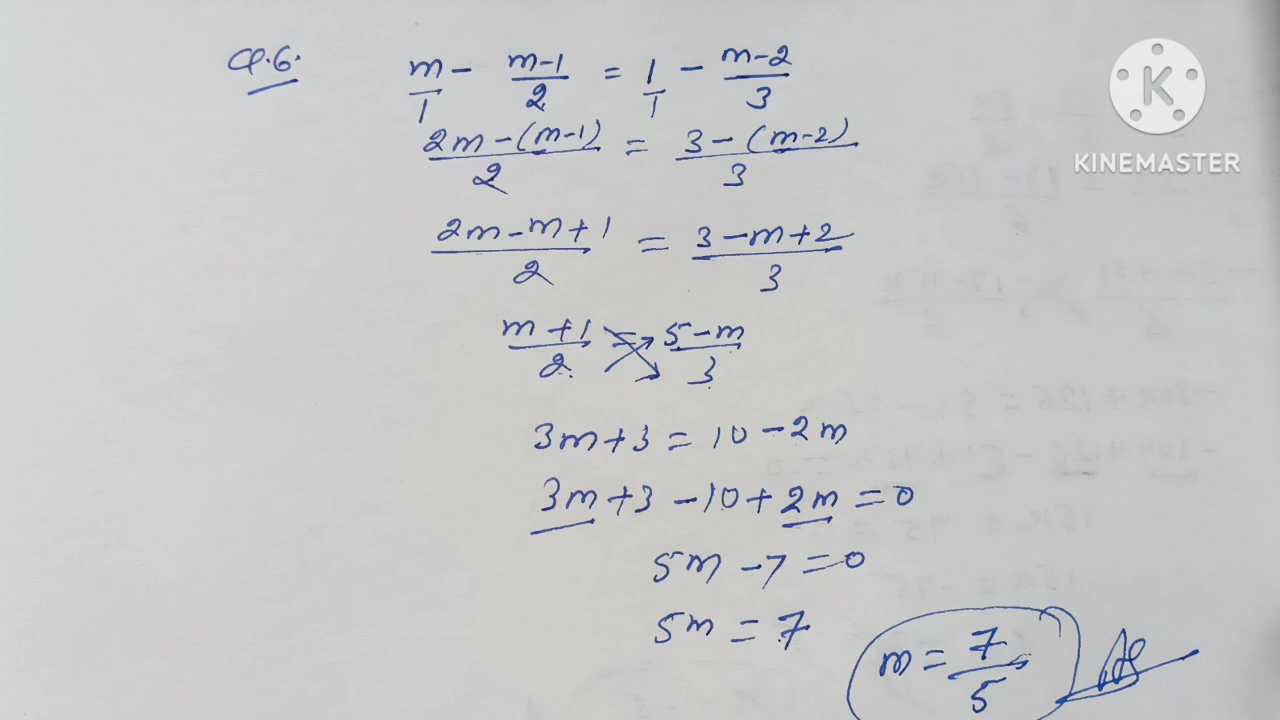 Q.6. m/1 - (m-1)/2 = 1/1 - (m-2)/3
(2m-(m-1))/2 = (3-(m-2))/3
(2m-m+1)/2 = (3-m+2)/3
(m+1)/2 = (5-m)/3
3m+3 = 10-2m
3m+3-10+2m=0
5m-7=0
5m=7
m=7/5 Ans
K
KINEMASTER